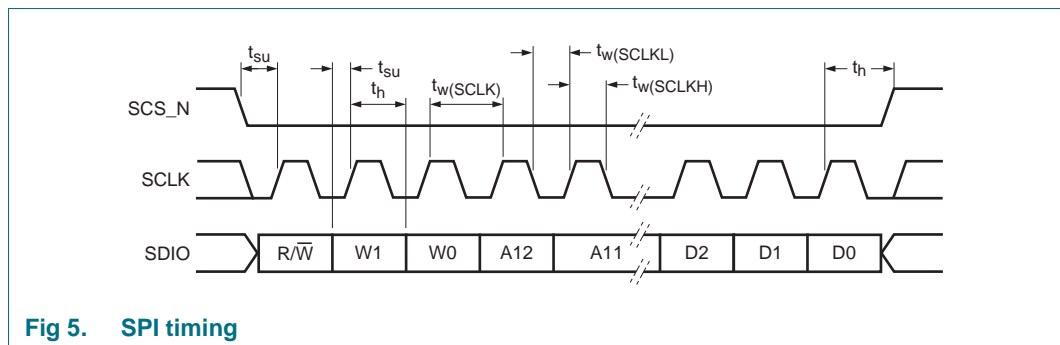 tsu
tsu
th
tw(SCLK)
tw(SCLKL)
tw(SCLKH)
th
SCS_N
SCLK
SDIO
R/W̅ W1 W0 A12 A11 D2 D1 D0
Fig 5. SPI timing